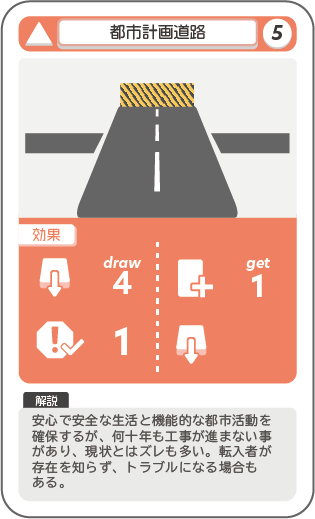 都市計画道路
5
効果
draw
4
get
1
1
解説
安心で安全な生活と機能的な都市活動を
確保するが、何十年も工事が進まない事
があり、現状とはズレも多い。転入者が
存在を知らず、トラブルになる場合も
ある。